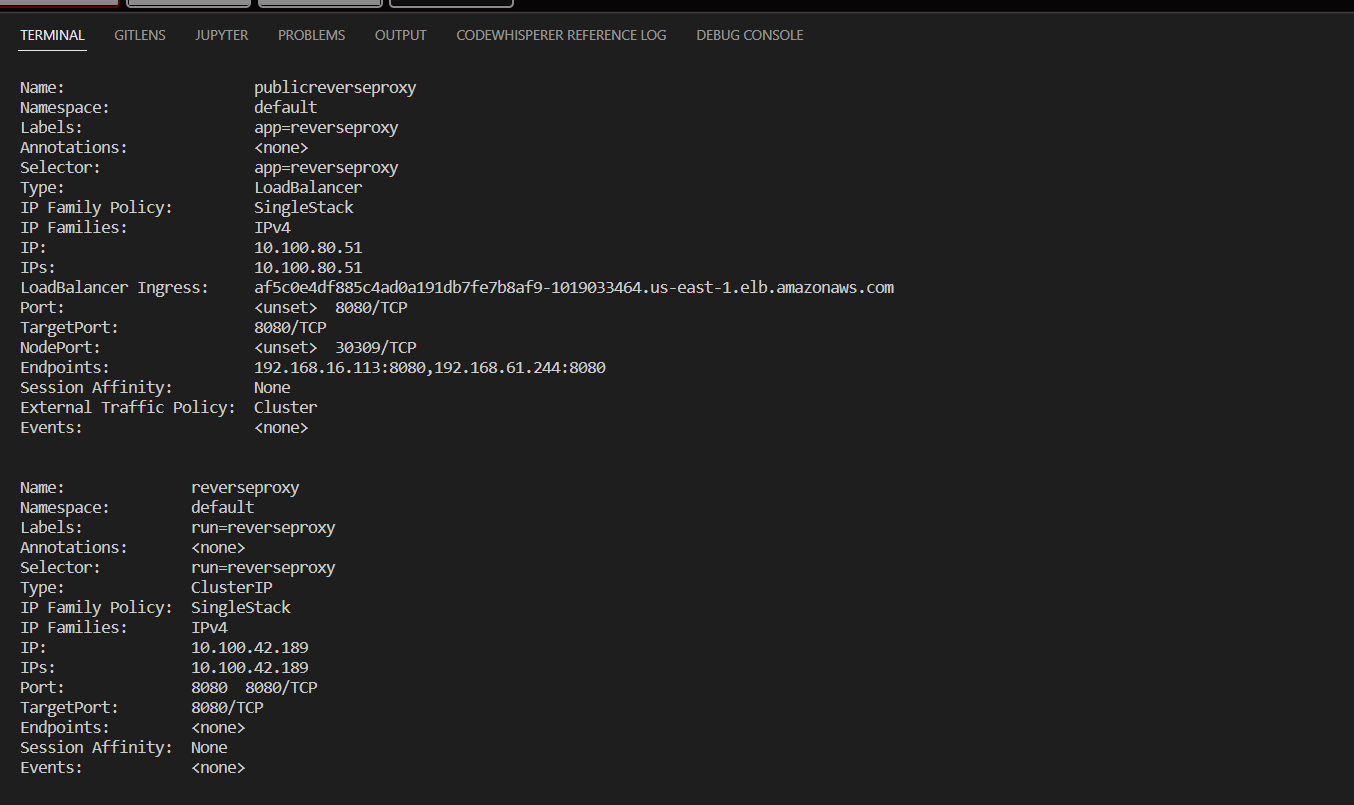 TERMINAL GITLENS JUPYTER PROBLEMS OUTPUT CODEWHISPERER REFERENCE LOG DEBUG CONSOLE
Name: publicreverseproxy
Namespace: default
Labels: app=reverseproxy
Annotations: <none>
Selector: app=reverseproxy
Type: LoadBalancer
IP Family Policy: SingleStack
IP Families: IPv4
IP: 10.100.80.51
IPs: 10.100.80.51
LoadBalancer Ingress: af5c0e4df885c4ad0a191db7fe7b8af9-1019033464.us-east-1.elb.amazonaws.com
Port: <unset> 8080/TCP
TargetPort: 8080/TCP
NodePort: <unset> 30309/TCP
Endpoints: 192.168.16.113:8080,192.168.61.244:8080
Session Affinity: None
External Traffic Policy: Cluster
Events: <none>
Name: reverseproxy
Namespace: default
Labels: run=reverseproxy
Annotations: <none>
Selector: run=reverseproxy
Type: ClusterIP
IP Family Policy: SingleStack
IP Families: IPv4
IP: 10.100.42.189
IPs: 10.100.42.189
Port: 8080 8080/TCP
TargetPort: 8080/TCP
Endpoints: <none>
Session Affinity: None
Events: <none>